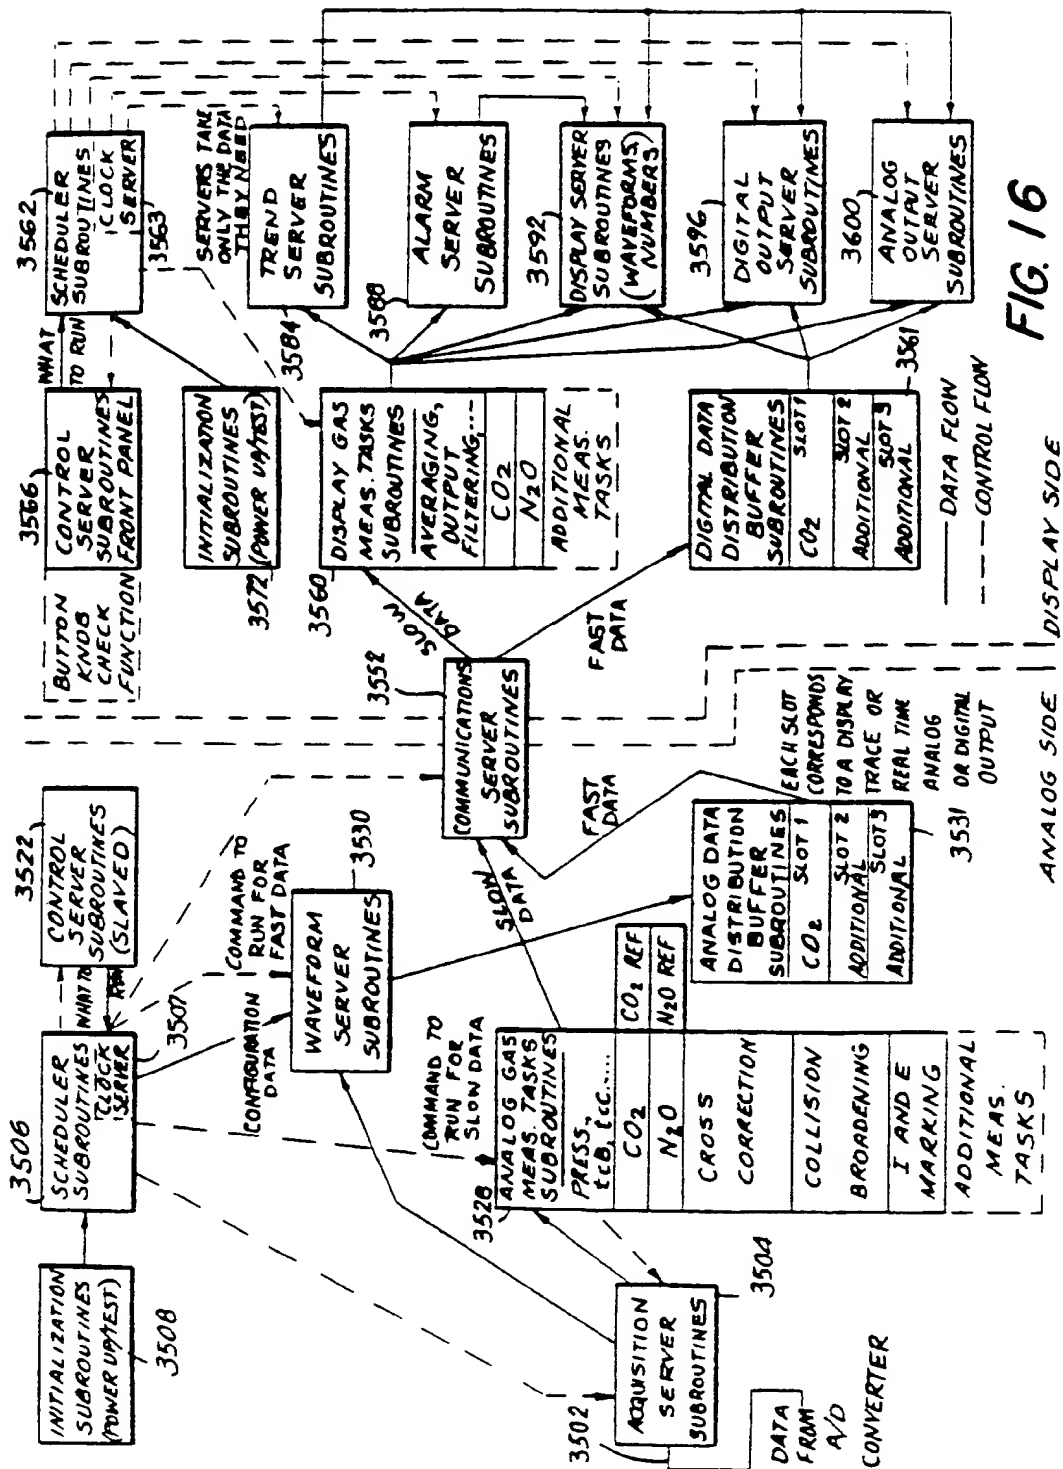 INITIALIZATION
SUBROUTINES
(POWER UP/TEST)
3508
3506
SCHEDULER
SUBROUTINES
CLOCK
SERVER
3507
WHAT TO
RUN
3522
CONTROL
SERVER
SUBROUTINES
(SLAVED)
CONFIGURATION
DATA
COMMAND TO
RUN FOR
FAST DATA
WAVEFORM
SERVER
SUBROUTINES
3530
COMMAND TO
RUN FOR
SLOW DATA
3528
ANALOG GAS
MEAS. TASKS
SUBROUTINES
PRESS.,
tcB, tcc.....
CO2
CO2 REF
N2O
N2O REF
CROSS
CORRECTION
COLLISION
BROADENING
I AND E
MARKING
ADDITIONAL
MEAS.
TASKS
3502
ACQUISITION
SERVER
SUBROUTINES
3504
DATA
FROM
A/D
CONVERTER
ANALOG DATA
DISTRIBUTION
BUFFER
SUBROUTINES
CO2 SLOT 1
SLOT 2
ADDITIONAL
SLOT 3
ADDITIONAL
3531
EACH SLOT
CORRESPONDS
TO A DISPLAY
TRACE OR
REAL TIME
ANALOG
OR DIGITAL
OUTPUT
SLOW
DATA
FAST
DATA
ANALOG SIDE
3552
COMMUNICATIONS
SERVER
SUBROUTINES
SLOW
DATA
FAST
DATA
BUTTON
KNOB
CHECK
FUNCTION
3566
CONTROL
SERVER
SUBROUTINES
FRONT PANEL
WHAT
TO RUN
3562
SCHEDULER
SUBROUTINES
CLOCK
SERVER
3563
INITIALIZATION
SUBROUTINES
(POWER UP/TEST)
3572
3560
DISPLAY GAS
MEAS. TASKS
SUBROUTINES
AVERAGING,
OUTPUT
FILTERING,...
CO2
N2O
ADDITIONAL
MEAS.
TASKS
DIGITAL DATA
DISTRIBUTION
BUFFER
SUBROUTINES
CO2 SLOT 1
SLOT 2
ADDITIONAL
SLOT 3
ADDITIONAL
3561
SERVERS TAKE
ONLY THE DATA
THEY NEED
3584
TREND
SERVER
SUBROUTINES
3588
ALARM
SERVER
SUBROUTINES
3592
DISPLAY SERVER
SUBROUTINES
(WAVEFORMS,
NUMBERS)
3596
DIGITAL
OUTPUT
SERVER
SUBROUTINES
3600
ANALOG
OUTPUT
SERVER
SUBROUTINES
DATA FLOW
CONTROL FLOW
DISPLAY SIDE
FIG. 16